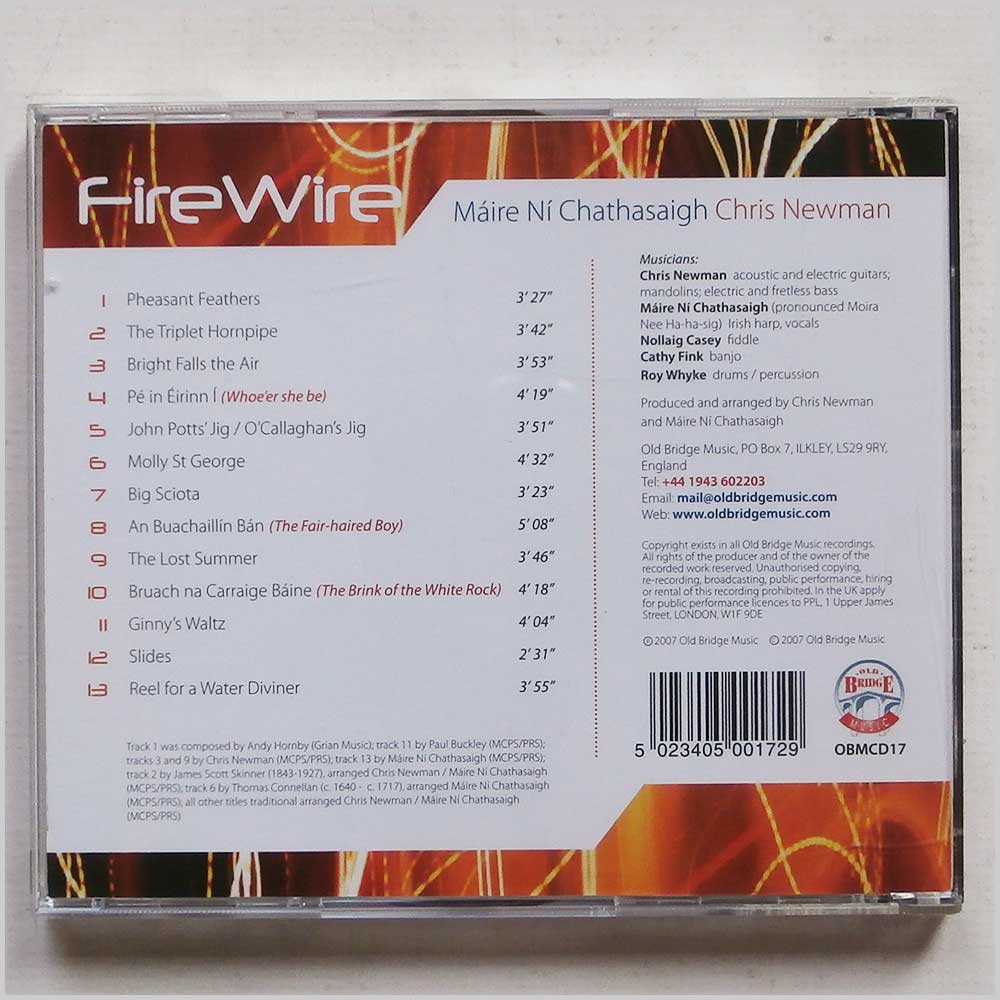 FireWire
Máire Ní Chathasaigh Chris Newman
1 Pheasant Feathers 3' 27"
2 The Triplet Hornpipe 3' 42"
3 Bright Falls the Air 3' 53"
4 Pé in Éirinn Í (Whoe'er she be) 4' 19"
5 John Potts' Jig / O'Callaghan's Jig 3' 51"
6 Molly St George 4' 32"
7 Big Sciota 3' 23"
8 An Buachaillín Bán (The Fair-haired Boy) 5' 08"
9 The Lost Summer 3' 46"
10 Bruach na Carraige Báine (The Brink of the White Rock) 4' 18"
11 Ginny's Waltz 4' 04"
12 Slides 2' 31"
13 Reel for a Water Diviner 3' 55"
Track 1 was composed by Andy Hornby (Grian Music); track 11 by Paul Buckley (MCPS/PRS);
tracks 3 and 9 by Chris Newman (MCPS/PRS); track 13 by Máire Ní Chathasaigh (MCPS/PRS);
track 2 by James Scott Skinner (1843-1927), arranged Chris Newman / Máire Ní Chathasaigh
(MCPS/PRS); track 6 by Thomas Connellan (c. 1640 - c. 1717), arranged Máire Ní Chathasaigh
(MCPS/PRS); all other titles traditional arranged Chris Newman / Máire Ní Chathasaigh
(MCPS/PRS)
Musicians:
Chris Newman acoustic and electric guitars;
mandolins; electric and fretless bass
Máire Ní Chathasaigh (pronounced Moira
Nee Ha-ha-sig) Irish harp, vocals
Nollaig Casey fiddle
Cathy Fink banjo
Roy Whyke drums / percussion
Produced and arranged by Chris Newman
and Máire Ní Chathasaigh
Old Bridge Music, PO Box 7, ILKLEY, LS29 9RY,
England
Tel: +44 1943 602203
Email: mail@oldbridgemusic.com
Web: www.oldbridgemusic.com
Copyright exists in all Old Bridge Music recordings.
All rights of the producer and of the owner of the
recorded work reserved. Unauthorised copying,
re-recording, broadcasting, public performance, hiring
or rental of this recording prohibited. In the UK apply
for public performance licences to PPL, 1 Upper James
Street, LONDON, W1F 9DE
℗2007 Old Bridge Music ©2007 Old Bridge Music
5 023405 001729
OLD
BRIDGE
MUSIC
OBMCD17